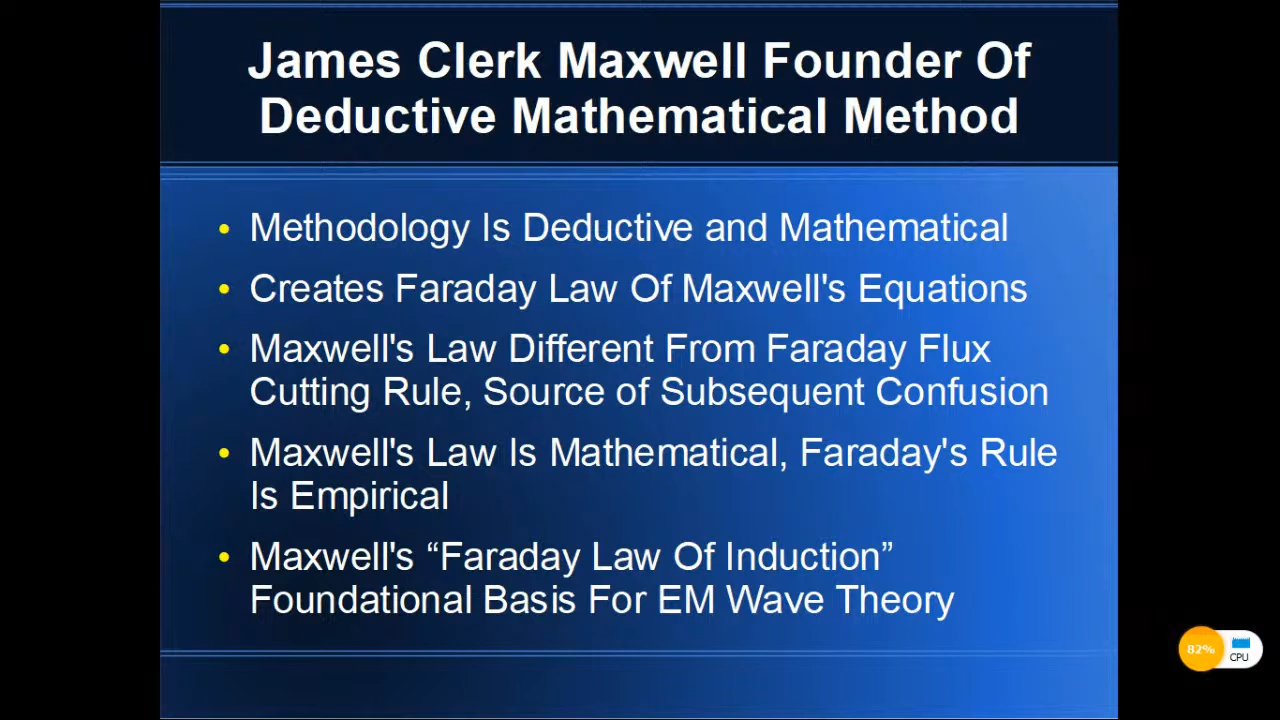 James Clerk Maxwell Founder Of
Deductive Mathematical Method
• Methodology Is Deductive and Mathematical
• Creates Faraday Law Of Maxwell's Equations
• Maxwell's Law Different From Faraday Flux
Cutting Rule, Source of Subsequent Confusion
• Maxwell's Law Is Mathematical, Faraday's Rule
Is Empirical
• Maxwell's “Faraday Law Of Induction”
Foundational Basis For EM Wave Theory
82%
CPU